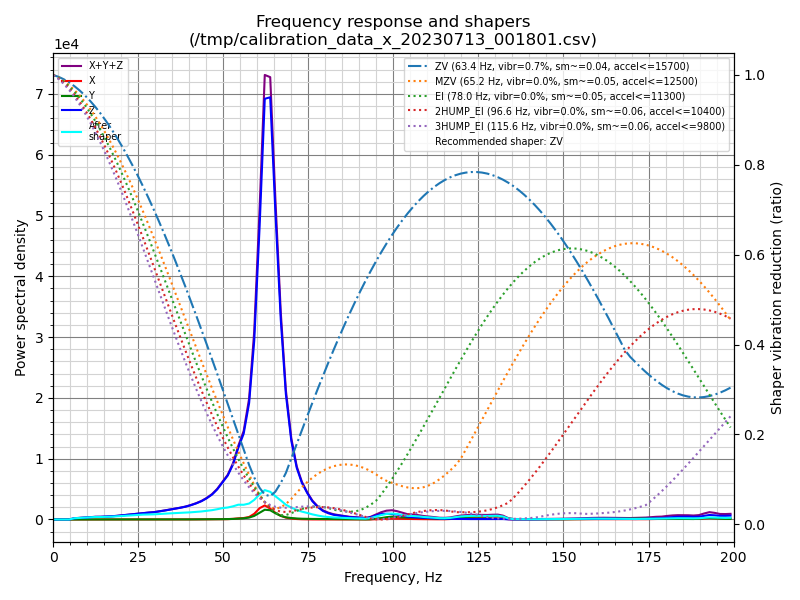 Frequency response and shapers
(/tmp/calibration_data_x_20230713_001801.csv)
1e4
X+Y+Z
X
Y
Z
After
shaper
ZV (63.4 Hz, vibr=0.7%, sm~=0.04, accel<=15700)
MZV (65.2 Hz, vibr=0.0%, sm~=0.05, accel<=12500)
EI (78.0 Hz, vibr=0.0%, sm~=0.05, accel<=11300)
2HUMP_EI (96.6 Hz, vibr=0.0%, sm~=0.06, accel<=10400)
3HUMP_EI (115.6 Hz, vibr=0.0%, sm~=0.06, accel<=9800)
Recommended shaper: ZV
7
6
5
4
3
2
1
0
Power spectral density
1.0
0.8
0.6
0.4
0.2
0.0
Shaper vibration reduction (ratio)
0 25 50 75 100 125 150 175 200
Frequency, Hz